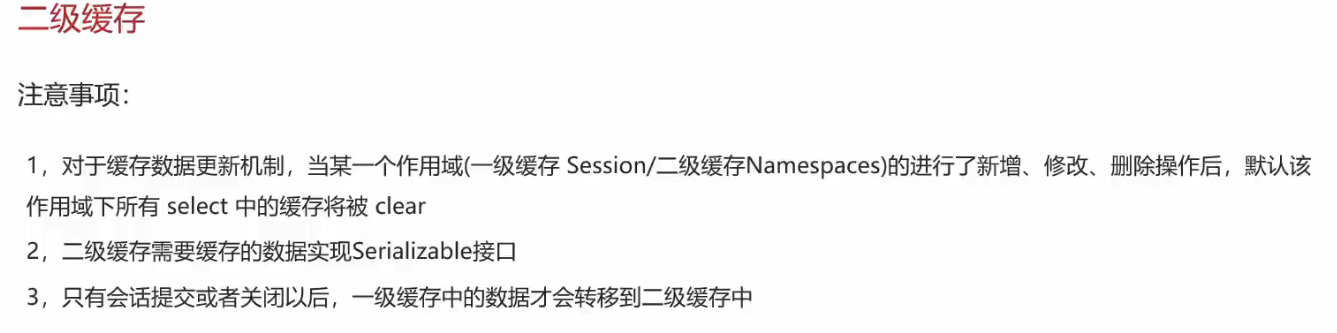 二级缓存
注意事项：
1，对于缓存数据更新机制，当某一个作用域(一级缓存 Session/二级缓存Namespaces)的进行了新增、修改、删除操作后，默认该
作用域下所有 select 中的缓存将被 clear
2，二级缓存需要缓存的数据实现Serializable接口
3，只有会话提交或者关闭以后，一级缓存中的数据才会转移到二级缓存中